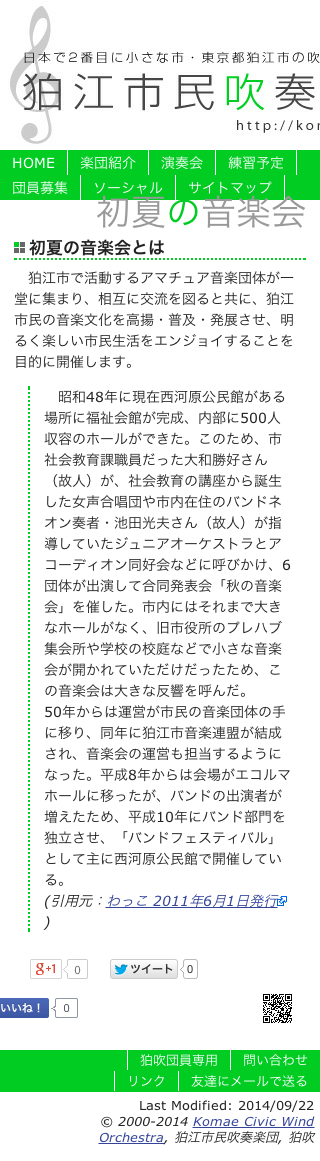 日本で2番目に小さな市・東京都狛江市の吹
狛江市民吹奏
http://kor
HOME 楽団紹介 演奏会 練習予定
団員募集 ソーシャル サイトマップ
初夏の音楽会
初夏の音楽会とは
狛江市で活動するアマチュア音楽団体が一
堂に集まり、相互に交流を図ると共に、狛江
市民の音楽文化を高揚・普及・発展させ、明
るく楽しい市民生活をエンジョイすることを
目的に開催します。
昭和48年に現在西河原公民館がある
場所に福祉会館が完成、内部に500人
収容のホールができた。このため、市
社会教育課職員だった大和勝好さん
（故人）が、社会教育の講座から誕生
した女声合唱団や市内在住のバンドネ
オン奏者・池田光夫さん（故人）が指
導していたジュニアオーケストラとア
コーディオン同好会などに呼びかけ、6
団体が出演して合同発表会「秋の音楽
会」を催した。市内にはそれまで大き
なホールがなく、旧市役所のプレハブ
集会所や学校の校庭などで小さな音楽
会が開かれていただけだったため、こ
の音楽会は大きな反響を呼んだ。
50年からは運営が市民の音楽団体の手
に移り、同年に狛江市音楽連盟が結成
され、音楽会の運営も担当するように
なった。平成8年からは会場がエコルマ
ホールに移ったが、バンドの出演者が
増えたため、平成10年にバンド部門を
独立させ、「バンドフェスティバル」
として主に西河原公民館で開催してい
る。
(引用元：わっこ 2011年6月1日発行
)
g+1 0 ツイート 0
いいね！ 0
狛吹団員専用 問い合わせ
リンク 友達にメールで送る
Last Modified: 2014/09/22
© 2000-2014 Komae Civic Wind
Orchestra, 狛江市民吹奏楽団, 狛吹